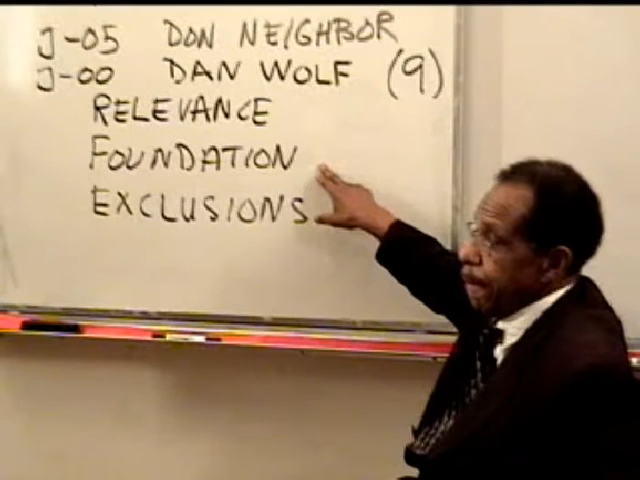 J-05 DON NEIGHBOR
J-00 DAN WOLF (9)
RELEVANCE
FOUNDATION
EXCLUSIONS